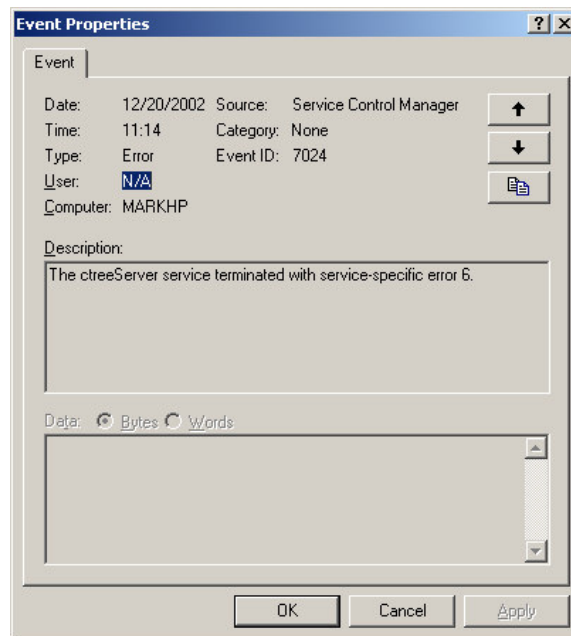 Event Properties
Event
Date: 12/20/2002 Source: Service Control Manager
Time: 11:14 Category: None
Type: Error Event ID: 7024
User: N/A
Computer: MARKHP
Description:
The ctreeServer service terminated with service-specific error 6.
Data: Bytes Words
OK Cancel Apply